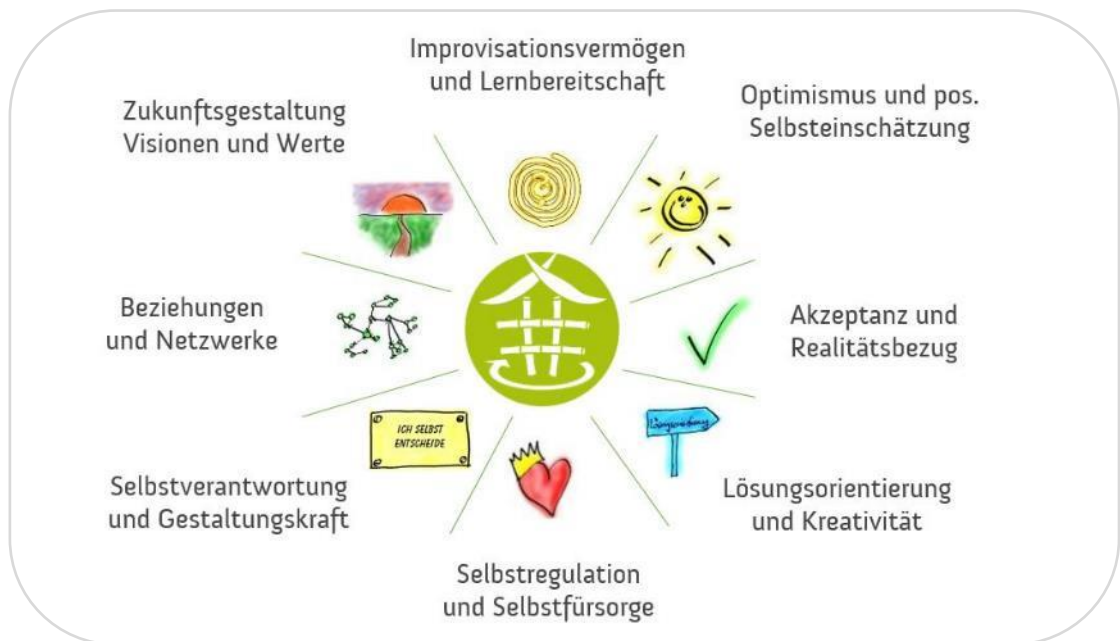 Improvisationsvermögen
und Lernbereitschaft
Optimismus und pos.
Selbsteinschätzung
Akzeptanz und
Realitätsbezug
Lösungsorientierung
und Kreativität
Selbstregulation
und Selbstfürsorge
Selbstverantwortung
und Gestaltungskraft
Beziehungen
und Netzwerke
Zukunftsgestaltung
Visionen und Werte
ICH SELBST
ENTSCHEIDE